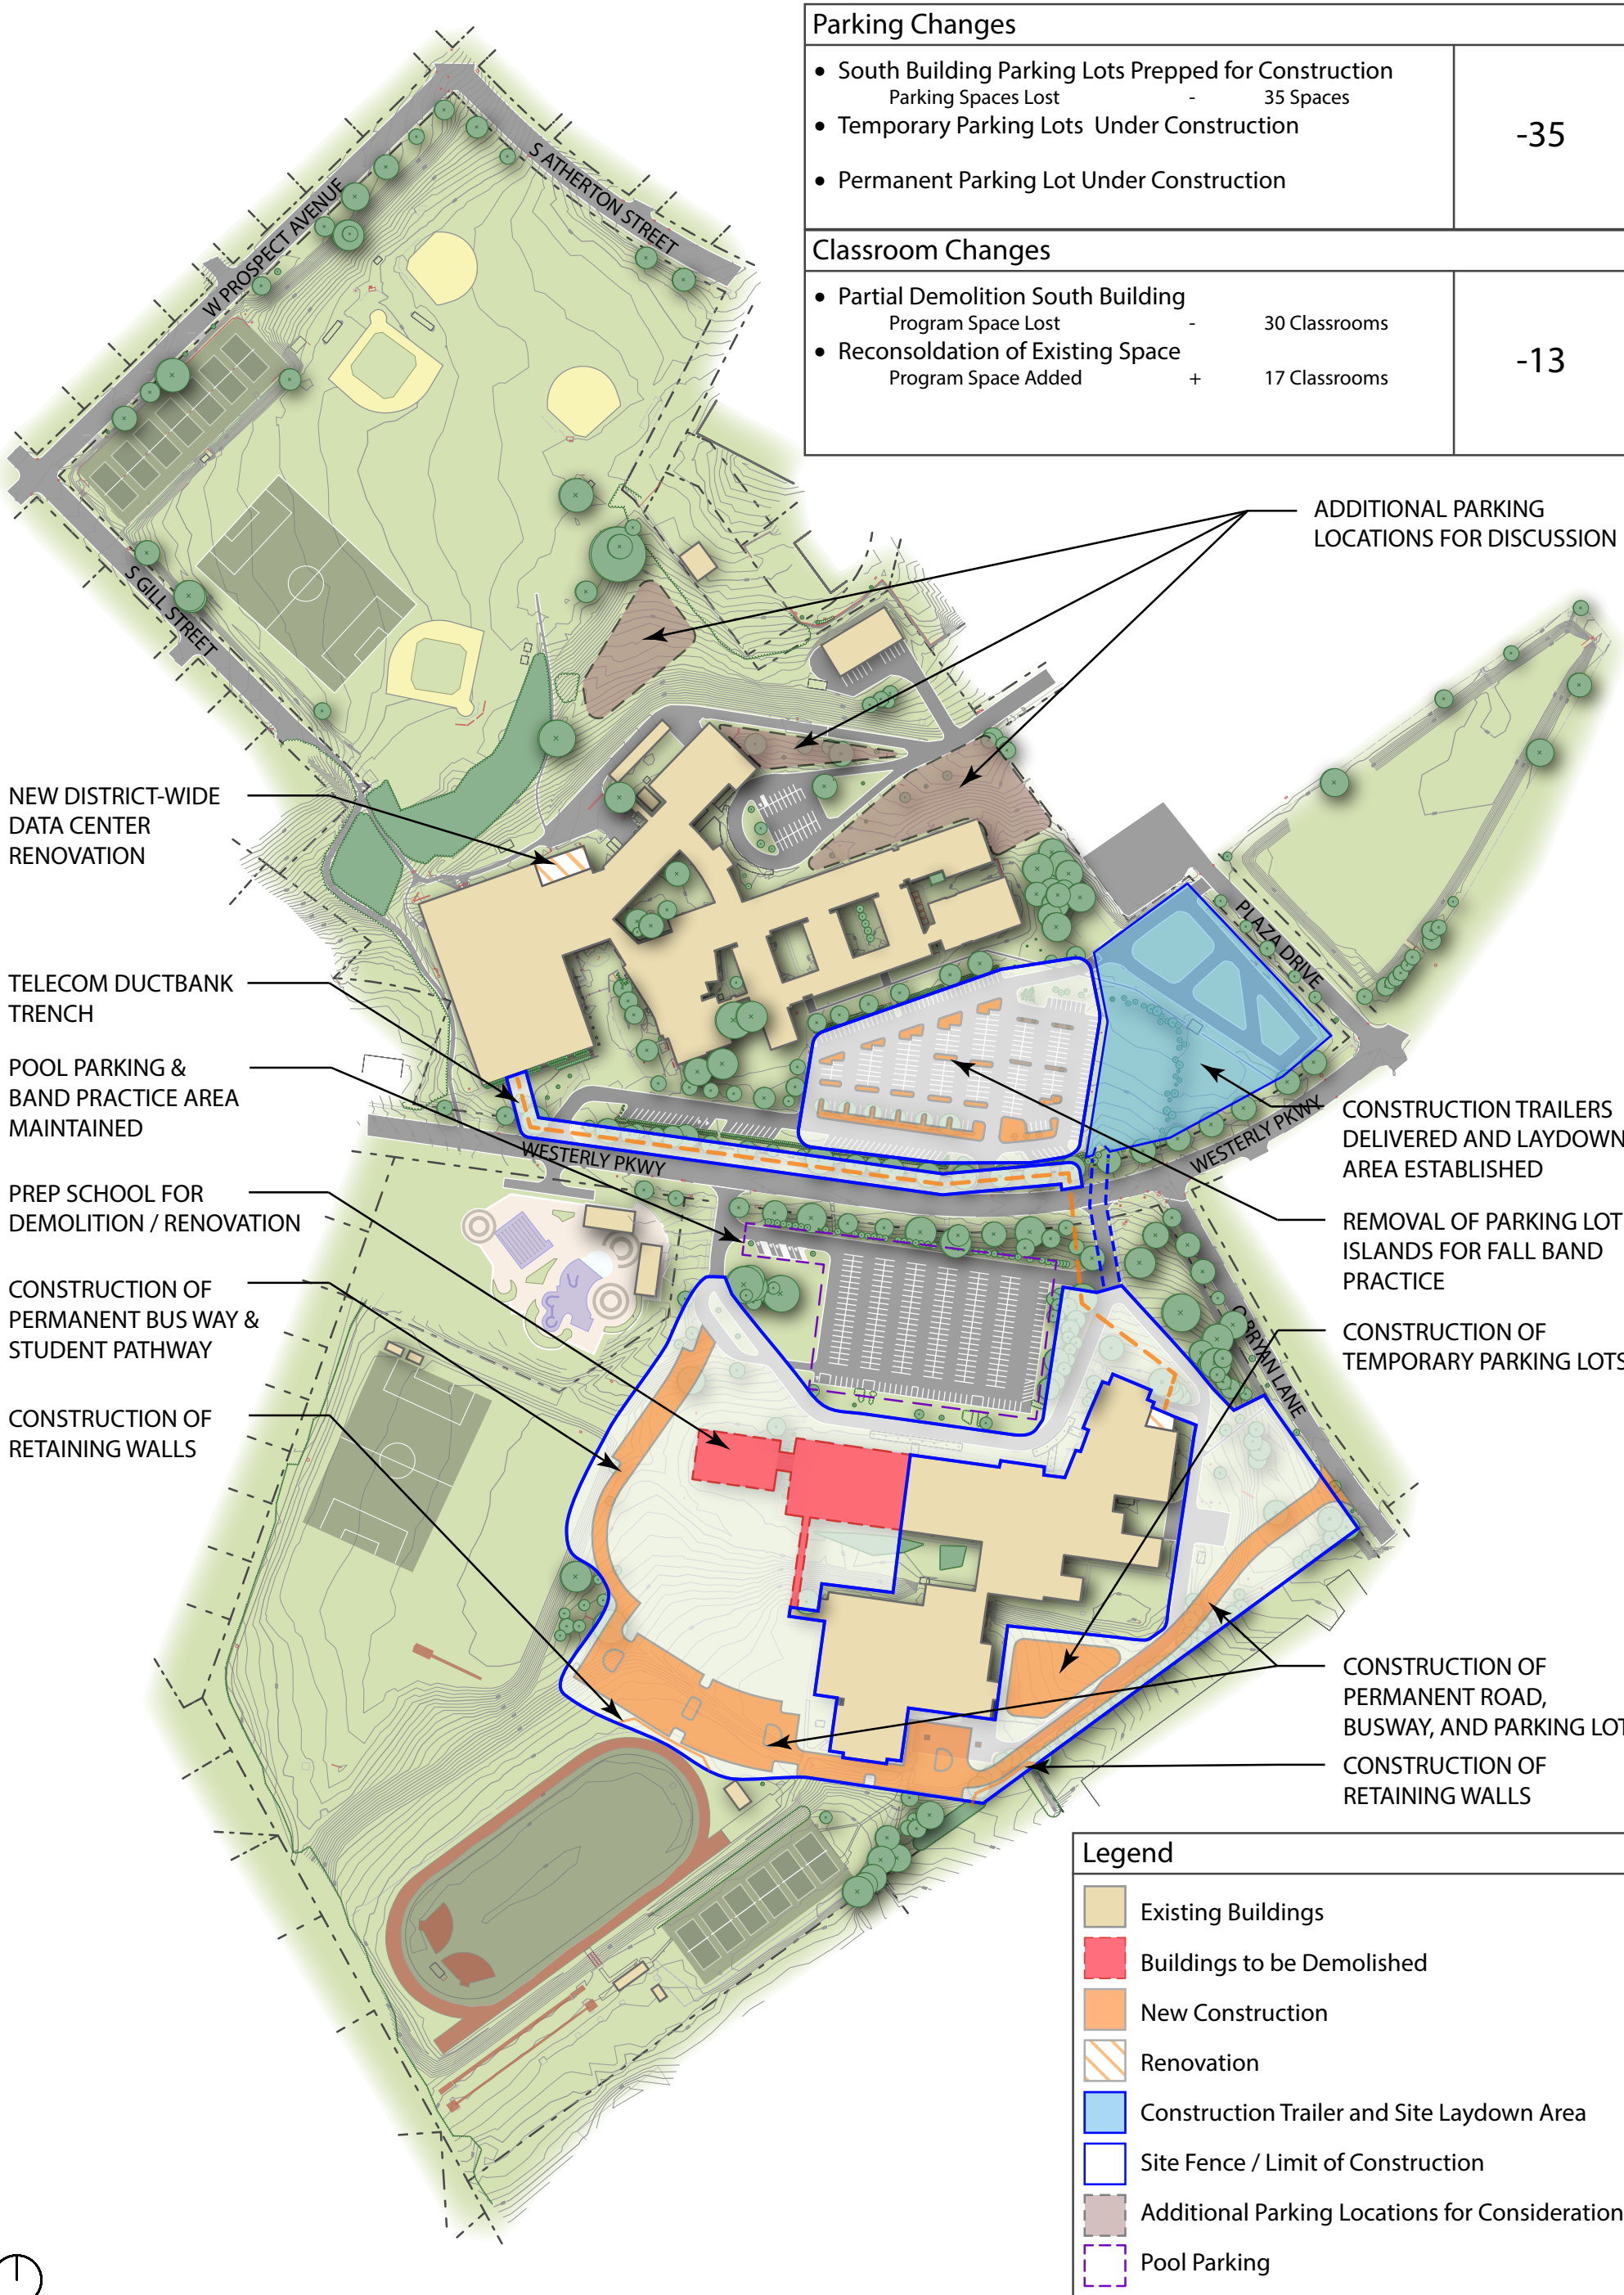 Parking Changes
• South Building Parking Lots Prepped for Construction
Parking Spaces Lost - 35 Spaces
• Temporary Parking Lots Under Construction
• Permanent Parking Lot Under Construction
-35
Classroom Changes
• Partial Demolition South Building
Program Space Lost - 30 Classrooms
• Reconsoldation of Existing Space
Program Space Added + 17 Classrooms
-13
S ATHERTON STREET
W PROSPECT AVENUE
S GILL STREET
ADDITIONAL PARKING
LOCATIONS FOR DISCUSSION
NEW DISTRICT-WIDE
DATA CENTER
RENOVATION
TELECOM DUCTBANK
TRENCH
POOL PARKING &
BAND PRACTICE AREA
MAINTAINED
PREP SCHOOL FOR
DEMOLITION / RENOVATION
CONSTRUCTION OF
PERMANENT BUS WAY &
STUDENT PATHWAY
CONSTRUCTION OF
RETAINING WALLS
PLAZA DRIVE
WESTERLY PKWY
WESTERLY PKWY
CONSTRUCTION TRAILERS
DELIVERED AND LAYDOWN
AREA ESTABLISHED
REMOVAL OF PARKING LOT
ISLANDS FOR FALL BAND
PRACTICE
CONSTRUCTION OF
TEMPORARY PARKING LOTS
LANE
CONSTRUCTION OF
PERMANENT ROAD,
BUSWAY, AND PARKING LOT
CONSTRUCTION OF
RETAINING WALLS
Legend
Existing Buildings
Buildings to be Demolished
New Construction
Renovation
Construction Trailer and Site Laydown Area
Site Fence / Limit of Construction
Additional Parking Locations for Consideration
Pool Parking